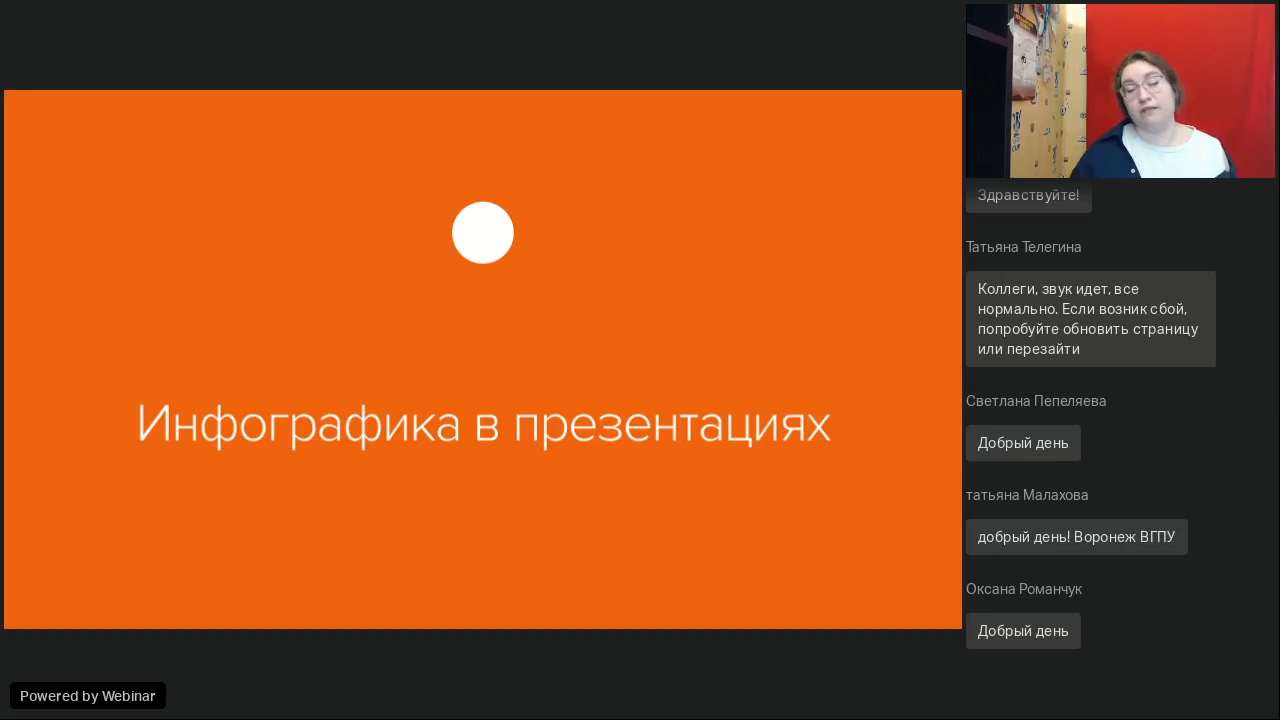 Инфографика в презентациях
Здравствуйте!
Татьяна Телегина
Коллеги, звук идет, все
нормально. Если возник сбой,
попробуйте обновить страницу
или перезайти
Светлана Пепеляева
Добрый день
татьяна Малахова
добрый день! Воронеж ВГПУ
Оксана Романчук
Добрый день
Powered by Webinar